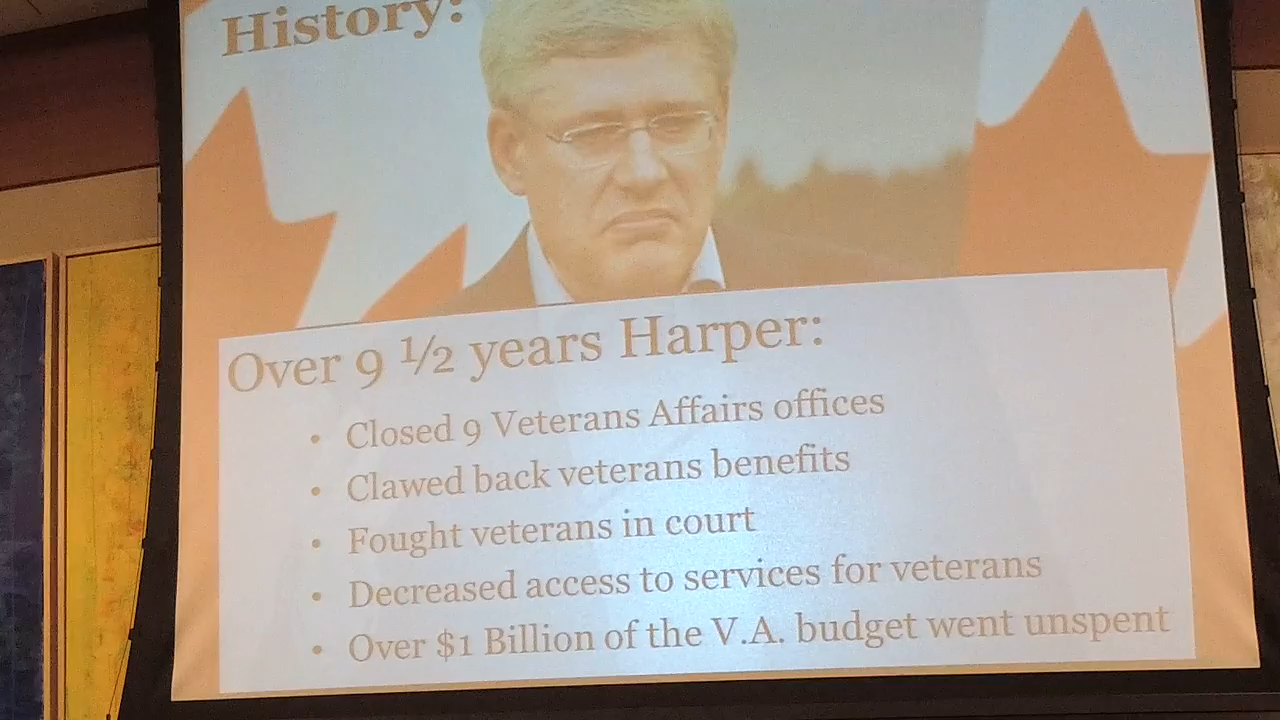 History:
Over 9 ½ years Harper:
• Closed 9 Veterans Affairs offices
• Clawed back veterans benefits
• Fought veterans in court
• Decreased access to services for veterans
• Over $1 Billion of the V.A. budget went unspent